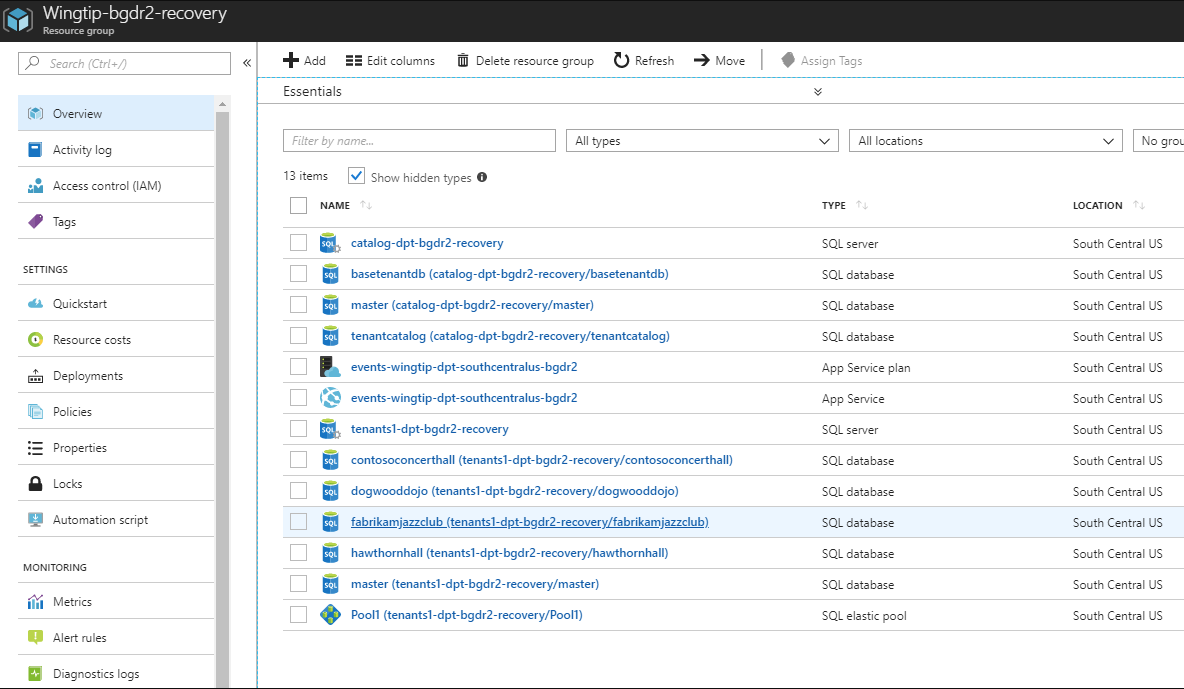 Wingtip-bgdr2-recovery
Resource group
Search (Ctrl+/)
«
Overview
Activity log
Access control (IAM)
Tags
SETTINGS
Quickstart
Resource costs
Deployments
Policies
Properties
Locks
Automation script
MONITORING
Metrics
Alert rules
Diagnostics logs
Add Edit columns Delete resource group Refresh Move Assign Tags
Essentials
Filter by name... All types All locations No grou
13 items Show hidden types
NAME TYPE LOCATION
catalog-dpt-bgdr2-recovery SQL server South Central US
basetenantdb (catalog-dpt-bgdr2-recovery/basetenantdb) SQL database South Central US
master (catalog-dpt-bgdr2-recovery/master) SQL database South Central US
tenantcatalog (catalog-dpt-bgdr2-recovery/tenantcatalog) SQL database South Central US
events-wingtip-dpt-southcentralus-bgdr2 App Service plan South Central US
events-wingtip-dpt-southcentralus-bgdr2 App Service South Central US
tenants1-dpt-bgdr2-recovery SQL server South Central US
contosoconcerthall (tenants1-dpt-bgdr2-recovery/contosoconcerthall) SQL database South Central US
dogwooddojo (tenants1-dpt-bgdr2-recovery/dogwooddojo) SQL database South Central US
fabrikamjazzclub (tenants1-dpt-bgdr2-recovery/fabrikamjazzclub) SQL database South Central US
hawthornhall (tenants1-dpt-bgdr2-recovery/hawthornhall) SQL database South Central US
master (tenants1-dpt-bgdr2-recovery/master) SQL database South Central US
Pool1 (tenants1-dpt-bgdr2-recovery/Pool1) SQL elastic pool South Central US